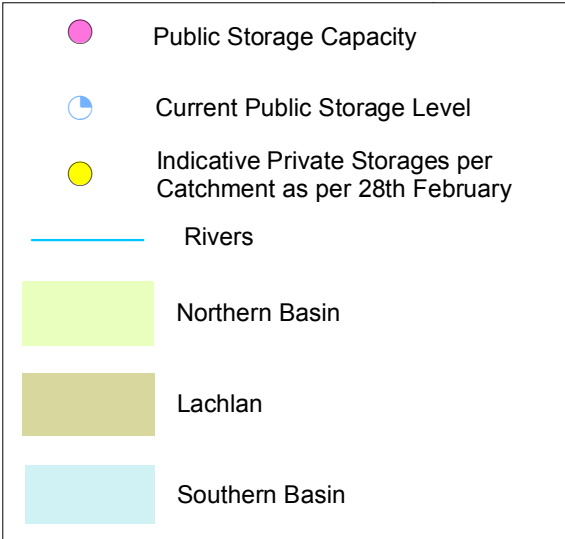 Public Storage Capacity
Current Public Storage Level
Indicative Private Storages per
Catchment as per 28th February
Rivers
Northern Basin
Lachlan
Southern Basin